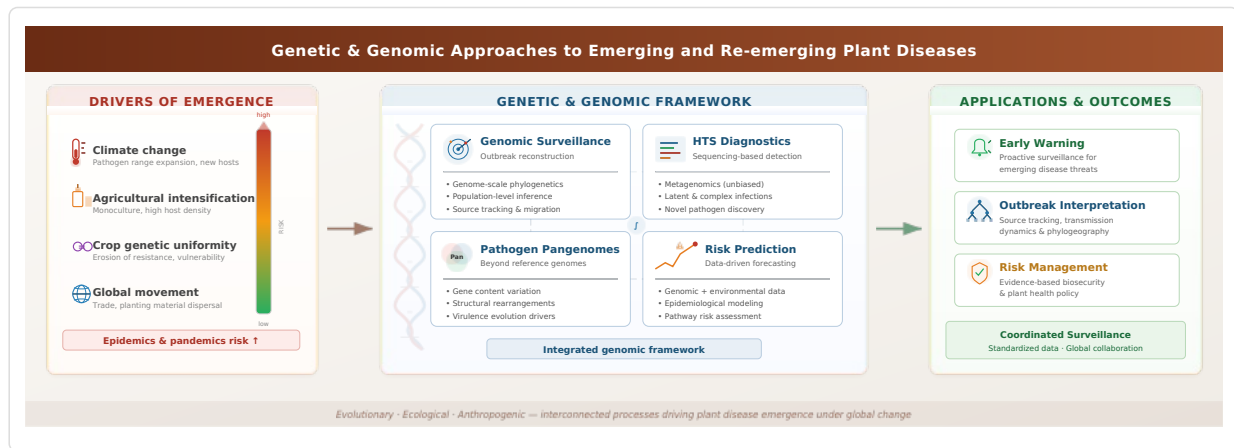 Genetic & Genomic Approaches to Emerging and Re-emerging Plant Diseases
DRIVERS OF EMERGENCE
high
Climate change
Pathogen range expansion, new hosts
Agricultural intensification
Monoculture, high host density
RISK
Crop genetic uniformity
Erosion of resistance, vulnerability
Global movement
Trade, planting material dispersal
low
Epidemics & pandemics risk ↑
GENETIC & GENOMIC FRAMEWORK
Genomic Surveillance
Outbreak reconstruction
• Genome-scale phylogenetics
• Population-level inference
• Source tracking & migration
HTS Diagnostics
Sequencing-based detection
• Metagenomics (unbiased)
• Latent & complex infections
• Novel pathogen discovery
Pan
Pathogen Pangenomes
Beyond reference genomes
• Gene content variation
• Structural rearrangements
• Virulence evolution drivers
Risk Prediction
Data-driven forecasting
• Genomic + environmental data
• Epidemiological modeling
• Pathway risk assessment
Integrated genomic framework
APPLICATIONS & OUTCOMES
Early Warning
Proactive surveillance for
emerging disease threats
Outbreak Interpretation
Source tracking, transmission
dynamics & phylogeography
Risk Management
Evidence-based biosecurity
& plant health policy
Coordinated Surveillance
Standardized data · Global collaboration
Evolutionary · Ecological · Anthropogenic — interconnected processes driving plant disease emergence under global change